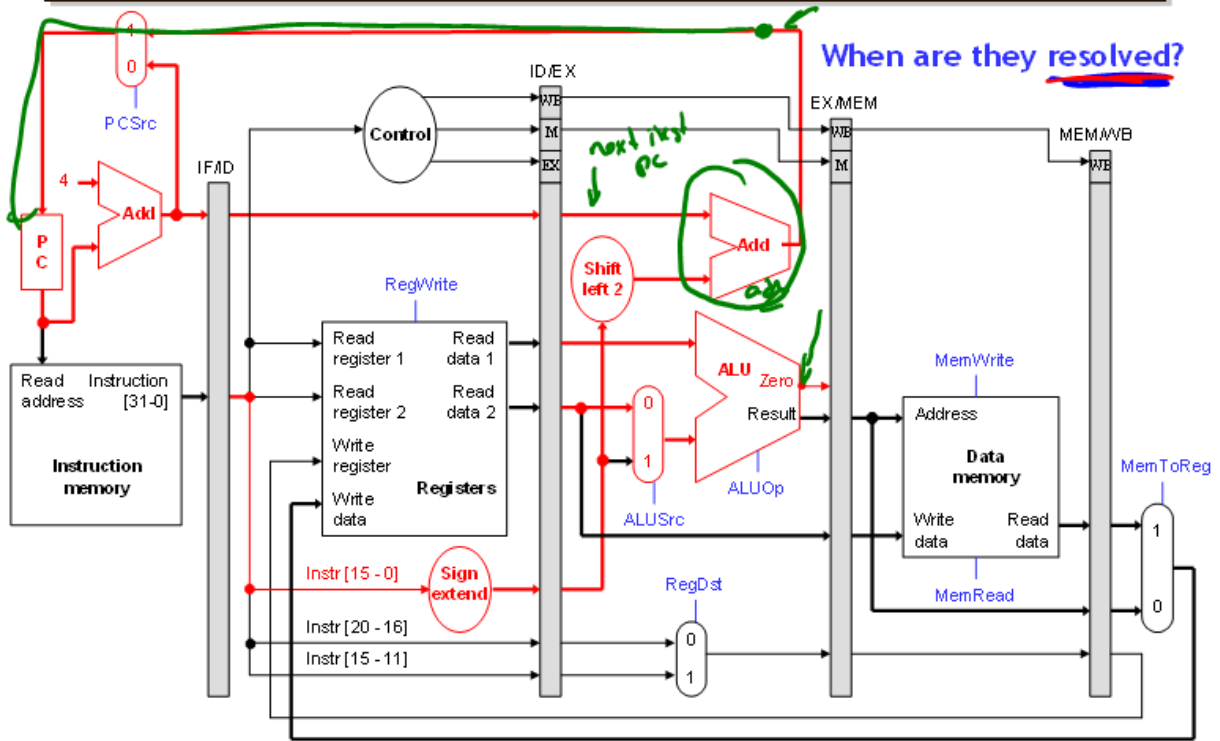 When are they resolved?
1
0
PCSrc
4
Add
P
C
IF/ID
Control
ID/EX
WB
M
EX
next inst
pc
EX/MEM
WB
M
MEM/WB
WB
Add
Shift
left 2
RegWrite
Read
register 1
Read
data 1
Read
register 2
Read
data 2
Write
register
Write
data
Registers
Read
address
Instruction
[31-0]
Instruction
memory
0
1
ALUSrc
ALU
Zero
Result
ALUOp
MemWrite
Address
Data
memory
Write
data
Read
data
MemRead
MemToReg
1
0
Instr [15 - 0]
Sign
extend
Instr [20 - 16]
Instr [15 - 11]
RegDst
0
1